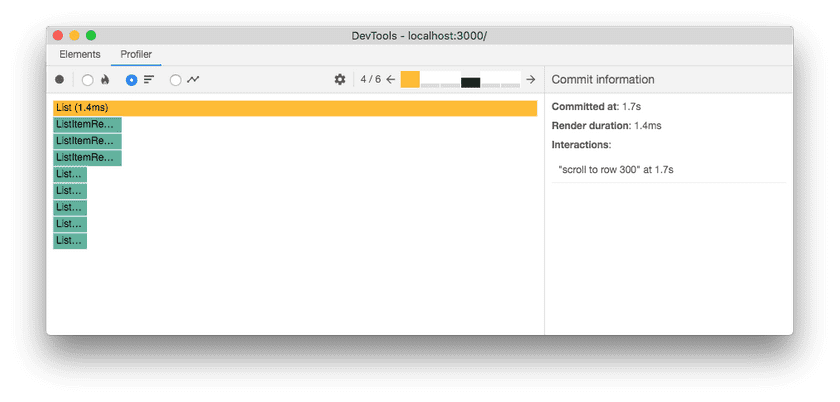 DevTools - localhost:3000/
Elements Profiler
4 / 6
Commit information
List (1.4ms)
ListItemRe...
ListItemRe...
ListItemRe...
List...
List...
List...
List...
List...
Committed at: 1.7s
Render duration: 1.4ms
Interactions:
"scroll to row 300" at 1.7s